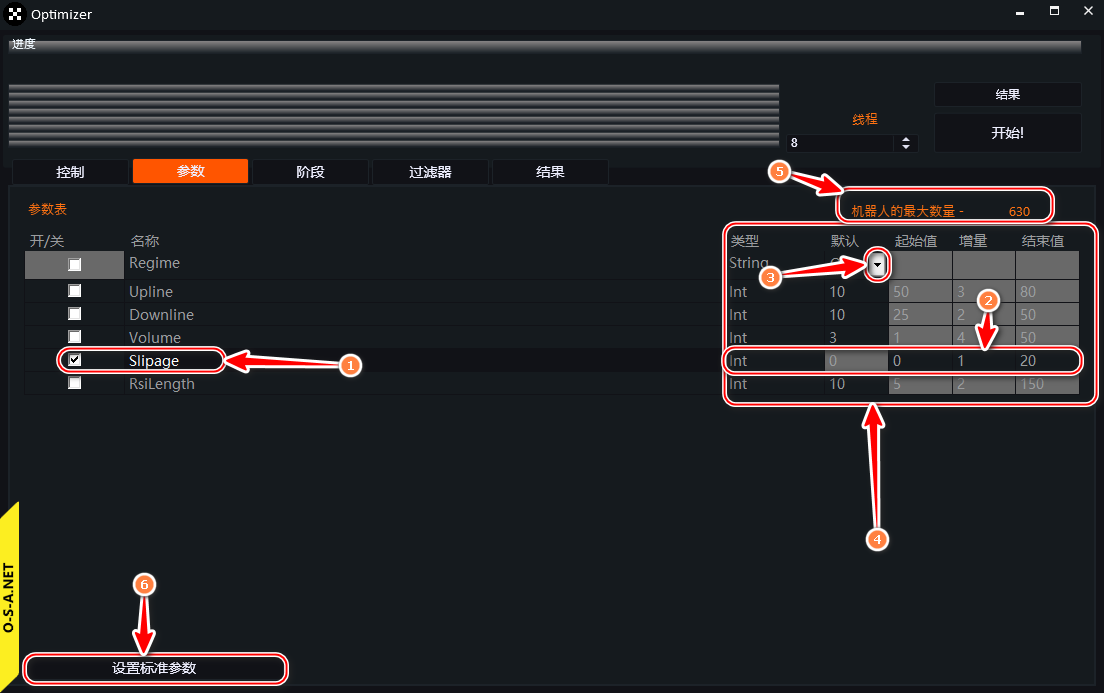 Optimizer
进度
结果
线程
开始!
8
控制 参数 阶段 过滤器 结果
5
参数表
机器人的最大数量 - 630
开/关 名称 类型 默认 起始值 增量 结束值
Regime String
3
Upline Int 10 50 3 80
2
Downline Int 10 25 2 50
Volume Int 3 1 4 50
Slipage Int 0 0 1 20
1
RsiLength Int 10 5 2 150
4
O-S-A.NET
6
设置标准参数